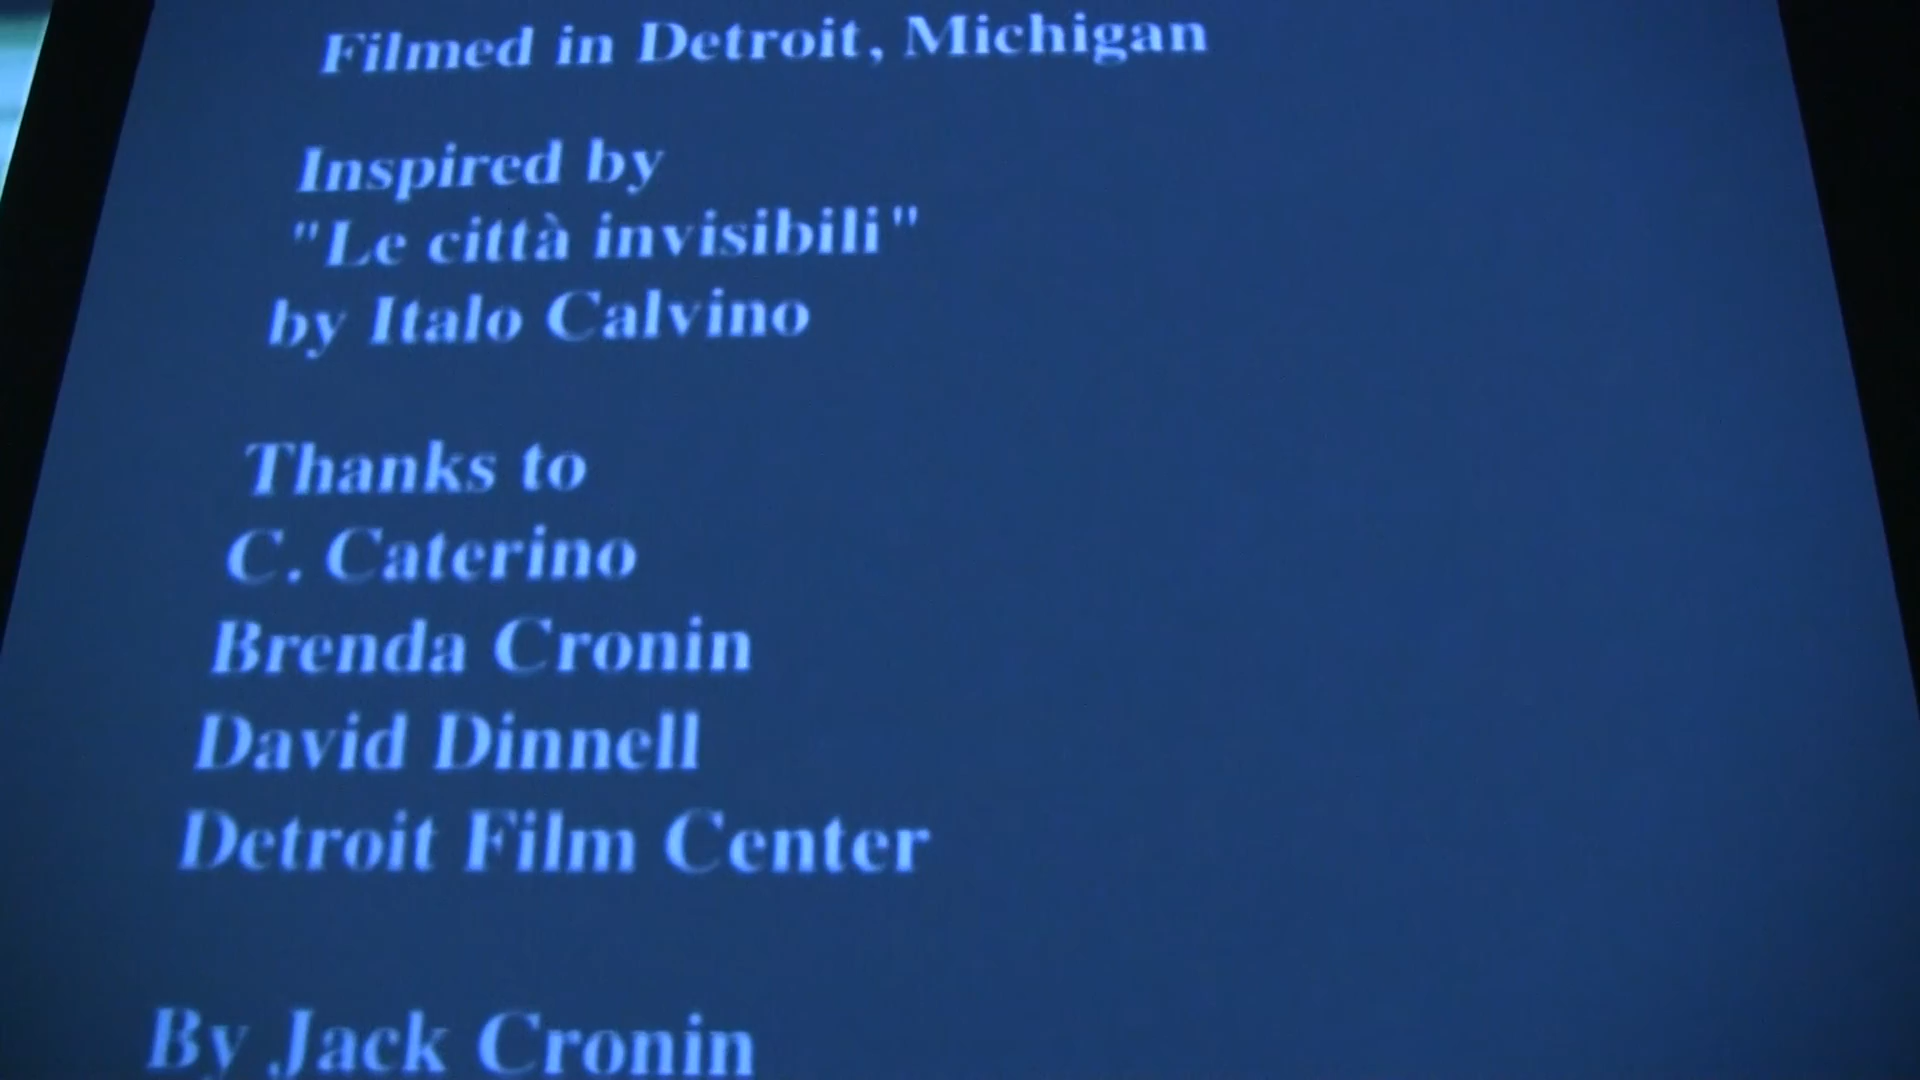 Filmed in Detroit, Michigan
Inspired by
"Le città invisibili"
by Italo Calvino
Thanks to
C. Caterino
Brenda Cronin
David Dinnell
Detroit Film Center
By Jack Cronin